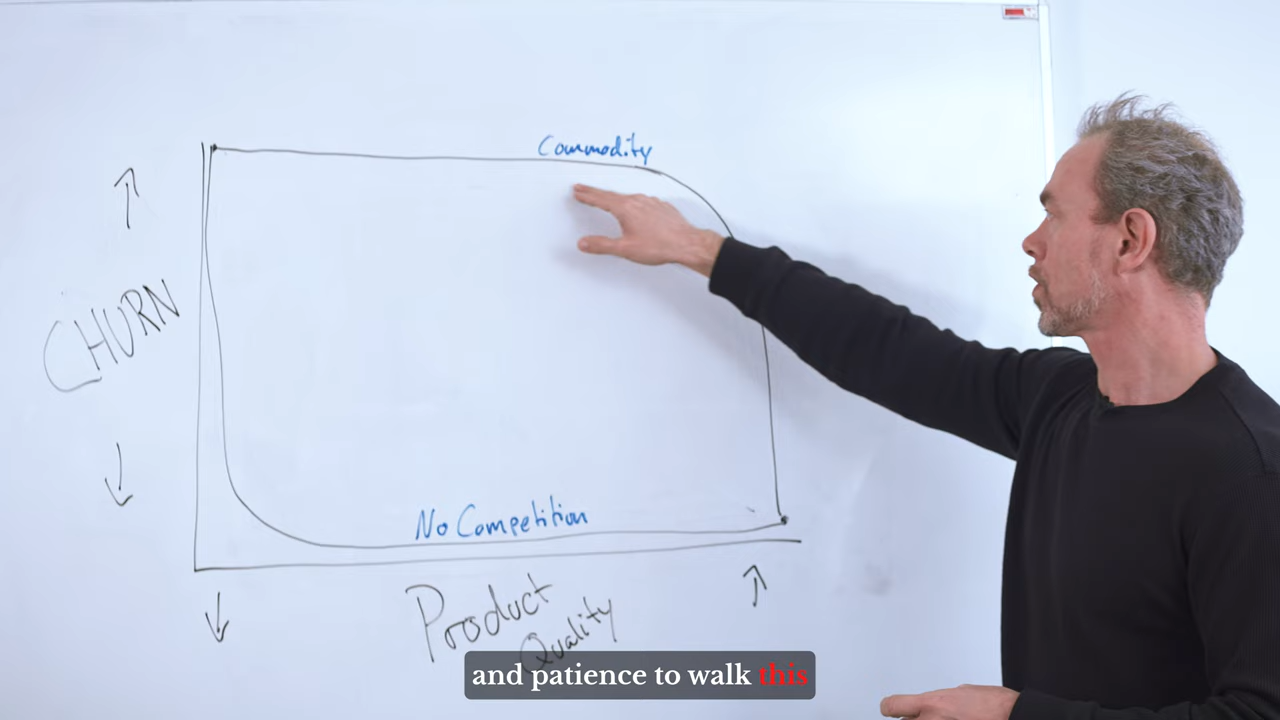 Commodity
CHURN
No Competition
Product
Quality
and patience to walk this